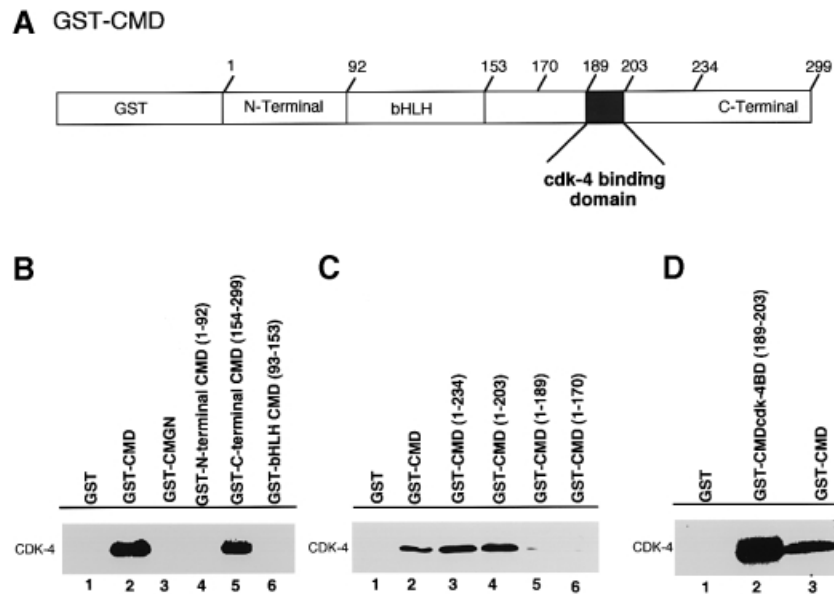 A GST-CMD
1 92 153 170 189 203 234 299
GST N-Terminal bHLH C-Terminal
cdk-4 binding
domain
B
GST
GST-CMD
GST-CMGN
GST-N-terminal CMD (1-92)
GST-C-terminal CMD (154-299)
GST-bHLH CMD (93-153)
CDK-4
1 2 3 4 5 6
C
GST
GST-CMD
GST-CMD (1-234)
GST-CMD (1-203)
GST-CMD (1-189)
GST-CMD (1-170)
CDK-4
1 2 3 4 5 6
D
GST
GST-CMDcdk-4BD (189-203)
GST-CMD
CDK-4
1 2 3